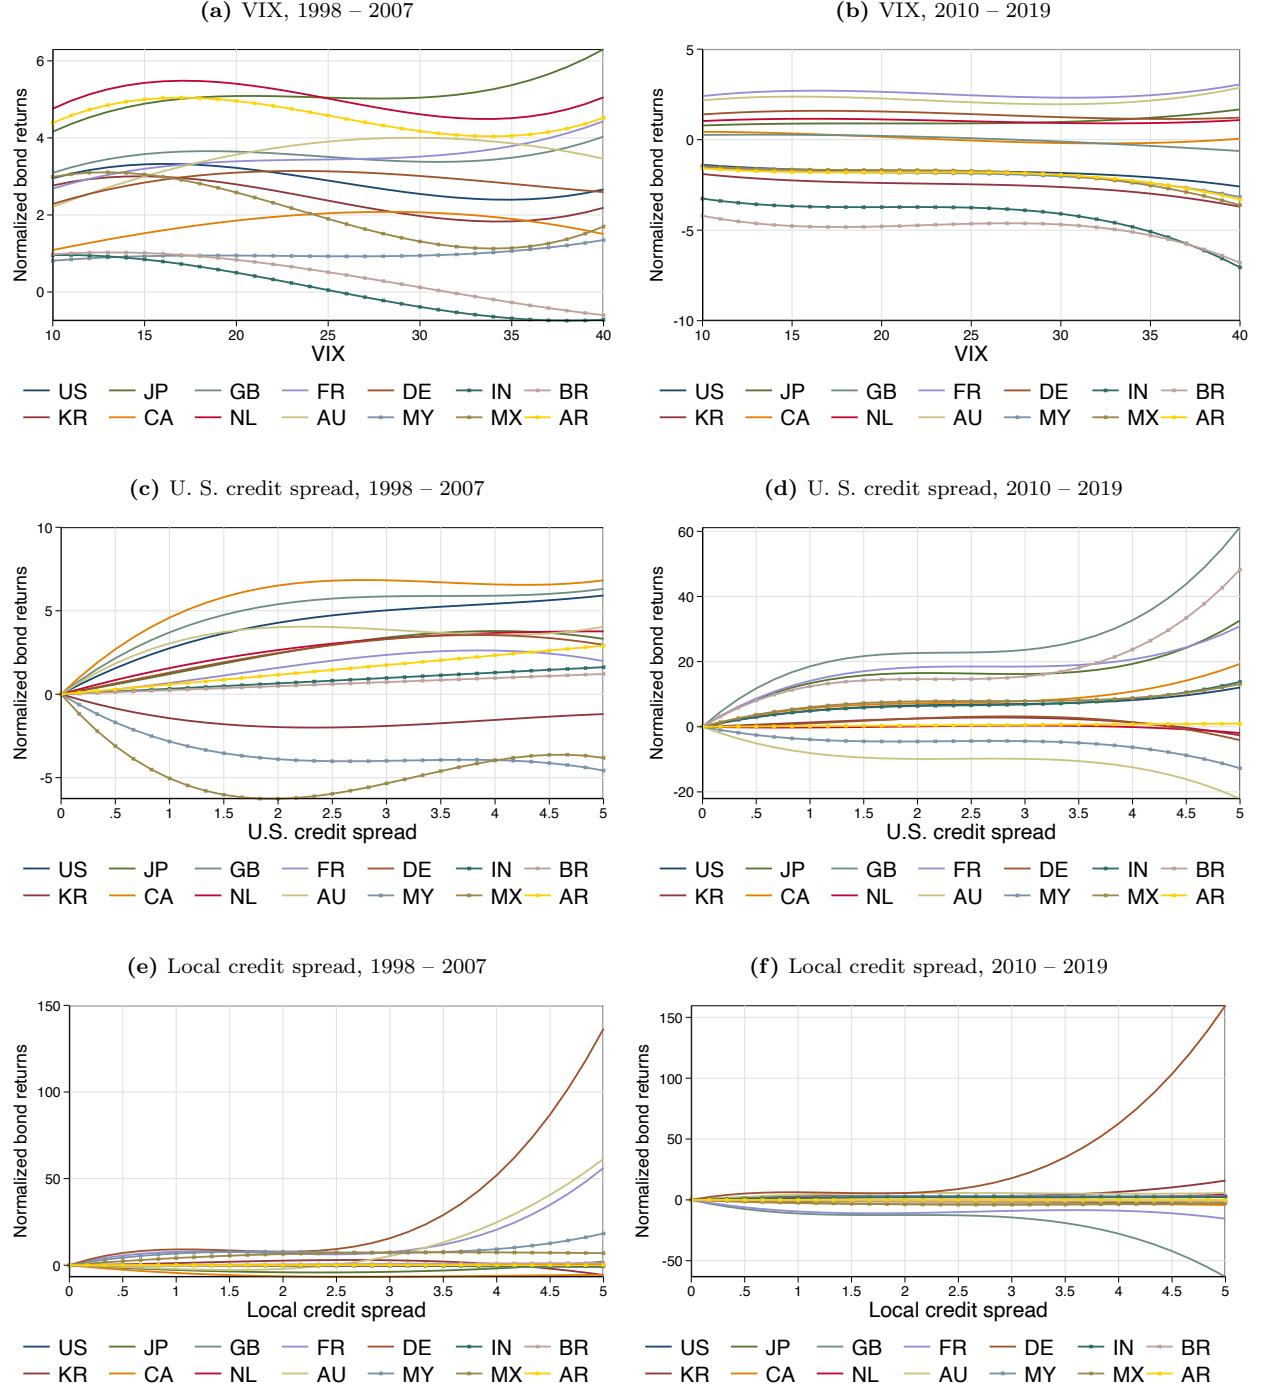 (a) VIX, 1998 – 2007
Normalized bond returns
6
4
2
0
10 15 20 25 30 35 40
VIX
US JP GB FR DE IN BR
KR CA NL AU MY MX AR
(b) VIX, 2010 – 2019
Normalized bond returns
5
0
-5
-10
10 15 20 25 30 35 40
VIX
US JP GB FR DE IN BR
KR CA NL AU MY MX AR
(c) U. S. credit spread, 1998 – 2007
Normalized bond returns
10
5
0
-5
0 .5 1 1.5 2 2.5 3 3.5 4 4.5 5
U.S. credit spread
US JP GB FR DE IN BR
KR CA NL AU MY MX AR
(d) U. S. credit spread, 2010 – 2019
Normalized bond returns
60
40
20
0
-20
0 .5 1 1.5 2 2.5 3 3.5 4 4.5 5
U.S. credit spread
US JP GB FR DE IN BR
KR CA NL AU MY MX AR
(e) Local credit spread, 1998 – 2007
Normalized bond returns
150
100
50
0
0 .5 1 1.5 2 2.5 3 3.5 4 4.5 5
Local credit spread
US JP GB FR DE IN BR
KR CA NL AU MY MX AR
(f) Local credit spread, 2010 – 2019
Normalized bond returns
150
100
50
0
-50
0 .5 1 1.5 2 2.5 3 3.5 4 4.5 5
Local credit spread
US JP GB FR DE IN BR
KR CA NL AU MY MX AR